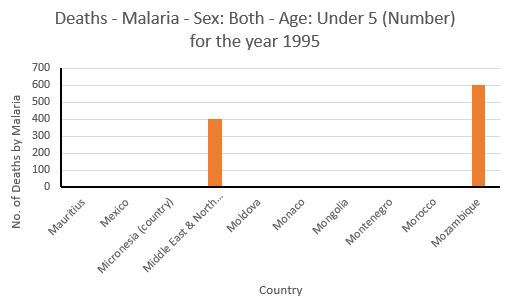 Deaths - Malaria - Sex: Both - Age: Under 5 (Number)
for the year 1995
No. of Deaths by Malaria
700
600
500
400
300
200
100
0
Mauritius
Mexico
Micronesia (country)
Middle East & North...
Moldova
Monaco
Mongolia
Montenegro
Morocco
Mozambique
Country